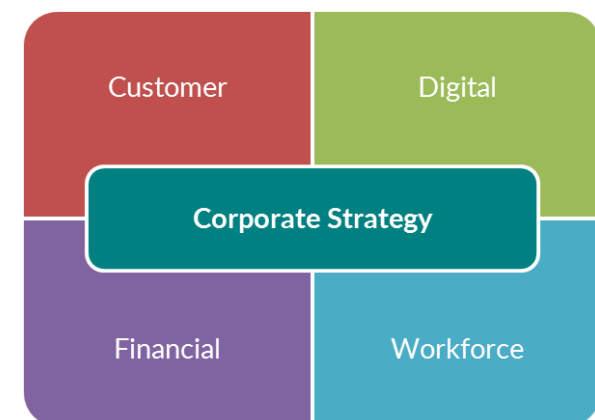 Customer
Digital
Corporate Strategy
Financial
Workforce